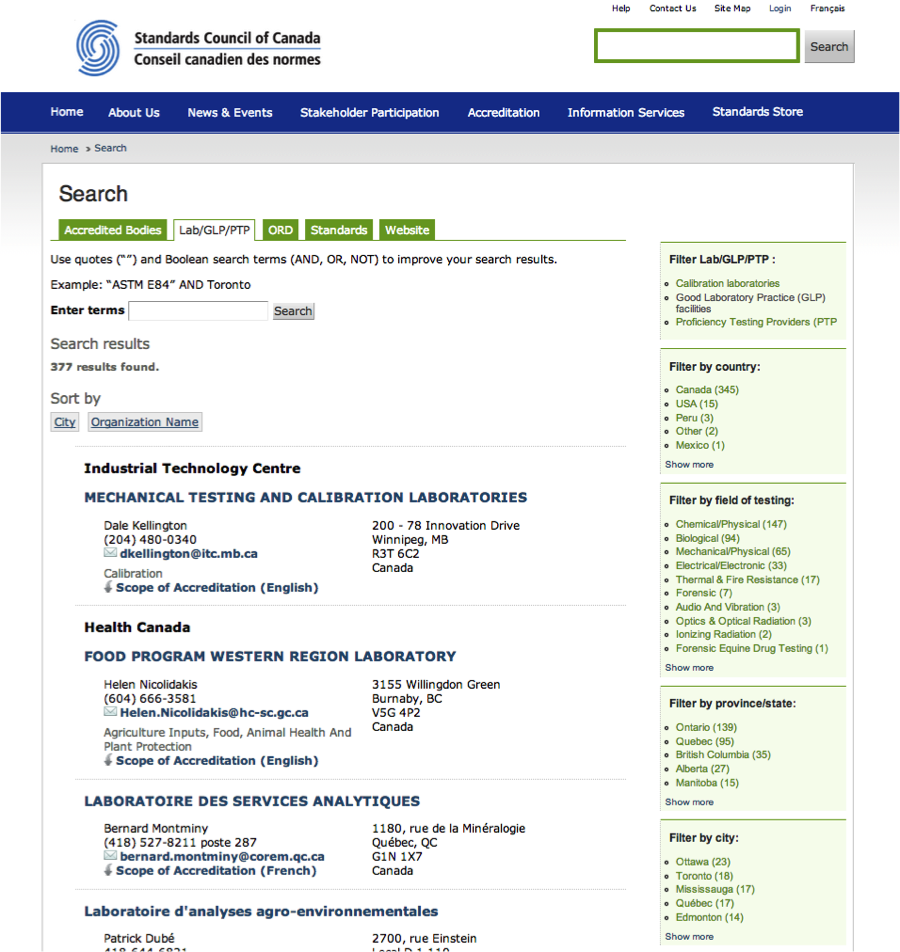 Help Contact Us Site Map Login Français
Standards Council of Canada
Conseil canadien des normes
Search
Home About Us News & Events Stakeholder Participation Accreditation Information Services Standards Store
Home > Search
Search
Accredited Bodies Lab/GLP/PTP ORD Standards Website
Use quotes (“”) and Boolean search terms (AND, OR, NOT) to improve your search results.
Example: “ASTM E84” AND Toronto
Enter terms Search
Search results
377 results found.
Sort by
City Organization Name
Industrial Technology Centre
MECHANICAL TESTING AND CALIBRATION LABORATORIES
Dale Kellington 200 - 78 Innovation Drive
(204) 480-0340 Winnipeg, MB
dkellington@itc.mb.ca R3T 6C2
Canada
Calibration
Scope of Accreditation (English)
Health Canada
FOOD PROGRAM WESTERN REGION LABORATORY
Helen Nicolidakis 3155 Willingdon Green
(604) 666-3581 Burnaby, BC
Helen.Nicolidakis@hc-sc.gc.ca V5G 4P2
Canada
Agriculture Inputs, Food, Animal Health And
Plant Protection
Scope of Accreditation (English)
LABORATOIRE DES SERVICES ANALYTIQUES
Bernard Montminy 1180, rue de la Minéralogie
(418) 527-8211 poste 287 Québec, QC
bernard.montminy@corem.qc.ca G1N 1X7
Scope of Accreditation (French) Canada
Laboratoire d'analyses agro-environnementales
Patrick Dubé 2700, rue Einstein
Filter Lab/GLP/PTP :
Calibration laboratories
Good Laboratory Practice (GLP)
facilities
Proficiency Testing Providers (PTP
Filter by country:
Canada (345)
USA (15)
Peru (3)
Other (2)
Mexico (1)
Show more
Filter by field of testing:
Chemical/Physical (147)
Biological (94)
Mechanical/Physical (65)
Electrical/Electronic (33)
Thermal & Fire Resistance (17)
Forensic (7)
Audio And Vibration (3)
Optics & Optical Radiation (3)
Ionizing Radiation (2)
Forensic Equine Drug Testing (1)
Show more
Filter by province/state:
Ontario (139)
Quebec (95)
British Columbia (35)
Alberta (27)
Manitoba (15)
Show more
Filter by city:
Ottawa (23)
Toronto (18)
Mississauga (17)
Québec (17)
Edmonton (14)
Show more